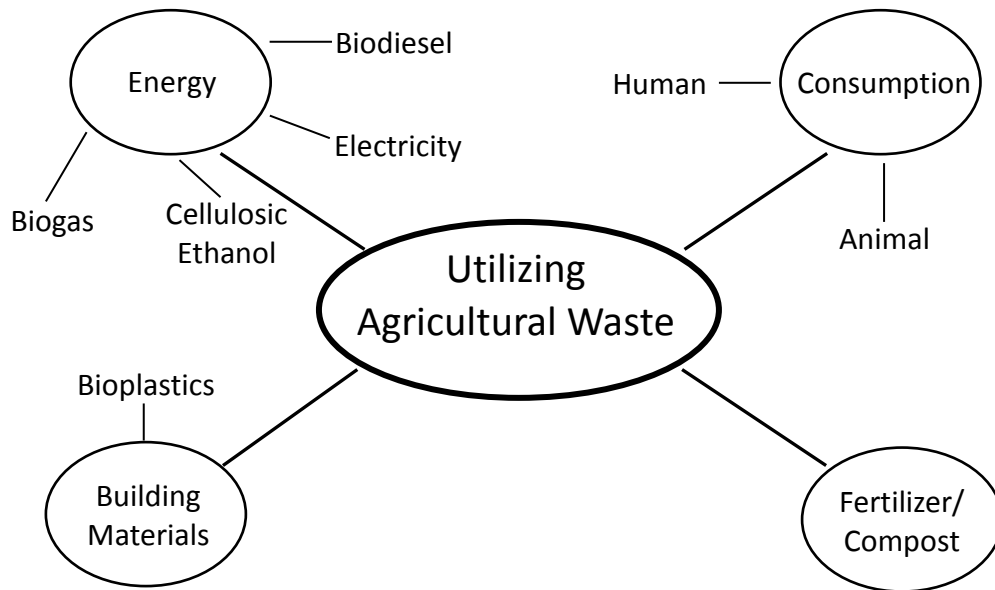 Biodiesel
Energy
Electricity
Biogas
Cellulosic
Ethanol
Human
Consumption
Animal
Utilizing
Agricultural Waste
Bioplastics
Building
Materials
Fertilizer/
Compost